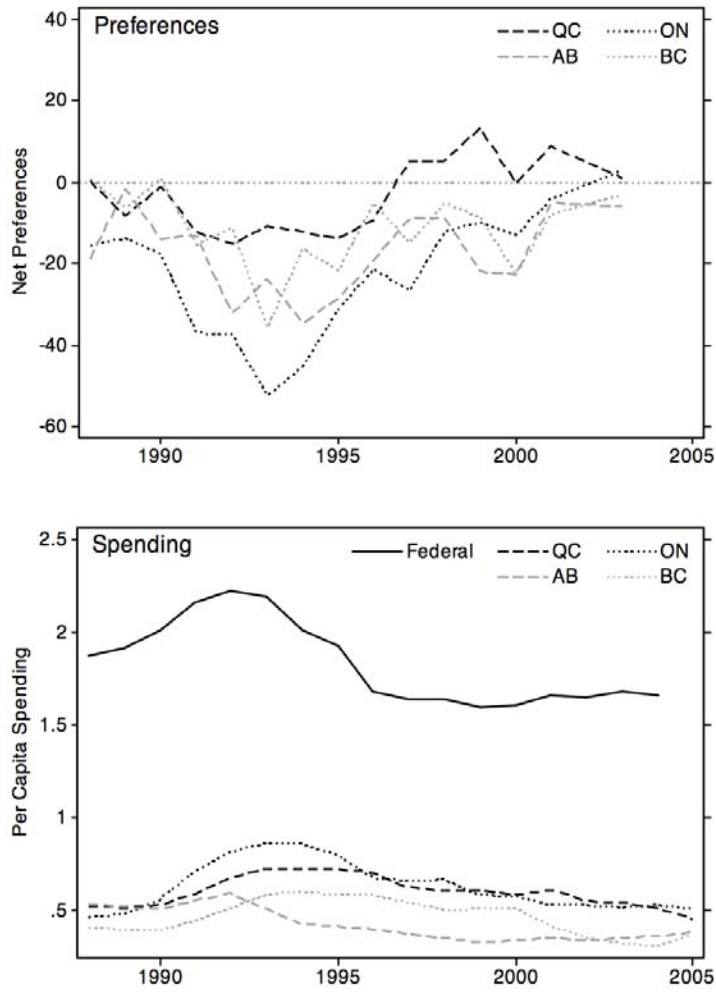 Preferences
QC ON
AB BC
40
20
0
-20
-40
-60
Net Preferences
1990 1995 2000 2005
Spending
Federal QC ON
AB BC
2.5
2
1.5
1
.5
Per Capita Spending
1990 1995 2000 2005